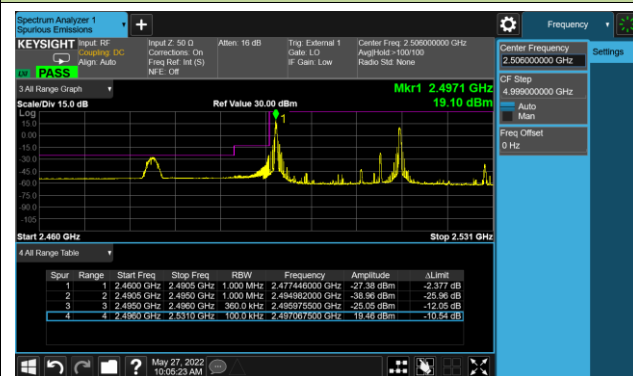 Spectrum Analyzer 1
Spurious Emissions
Frequency
KEYSIGHT
Input: RF
Coupling: DC
Align: Auto
Input Z: 50 Ω
Corrections: On
Freq Ref: Int (S)
NFE: Off
Atten: 16 dB
Trig: External 1
Gate: LO
IF Gain: Low
Center Freq: 2.506000000 GHz
Avg|Hold:>100/100
Radio Std: None
PASS
Center Frequency
2.506000000 GHz
Settings
CF Step
4.999000000 GHz
Auto
Man
Freq Offset
0 Hz
3 All Range Graph
Mkr1 2.4971 GHz
Scale/Div 15.0 dB
Ref Value 30.00 dBm
19.10 dBm
Log
15.0
0.00
-15.0
-30.0
-45.0
-60.0
-75.0
-90.0
-105
1
Start 2.460 GHz
Stop 2.531 GHz
4 All Range Table
Spur Range Start Freq Stop Freq RBW Frequency Amplitude ΔLimit
1 1 2.4600 GHz 2.4905 GHz 1.000 MHz 2.477446000 GHz -27.38 dBm -2.377 dB
2 2 2.4905 GHz 2.4950 GHz 1.000 MHz 2.494982000 GHz -38.96 dBm -25.96 dB
3 3 2.4950 GHz 2.4960 GHz 360.0 kHz 2.495975500 GHz -25.05 dBm -12.05 dB
4 4 2.4960 GHz 2.5310 GHz 100.0 kHz 2.497067500 GHz 19.46 dBm -10.54 dB
May 27, 2022
10:05:23 AM